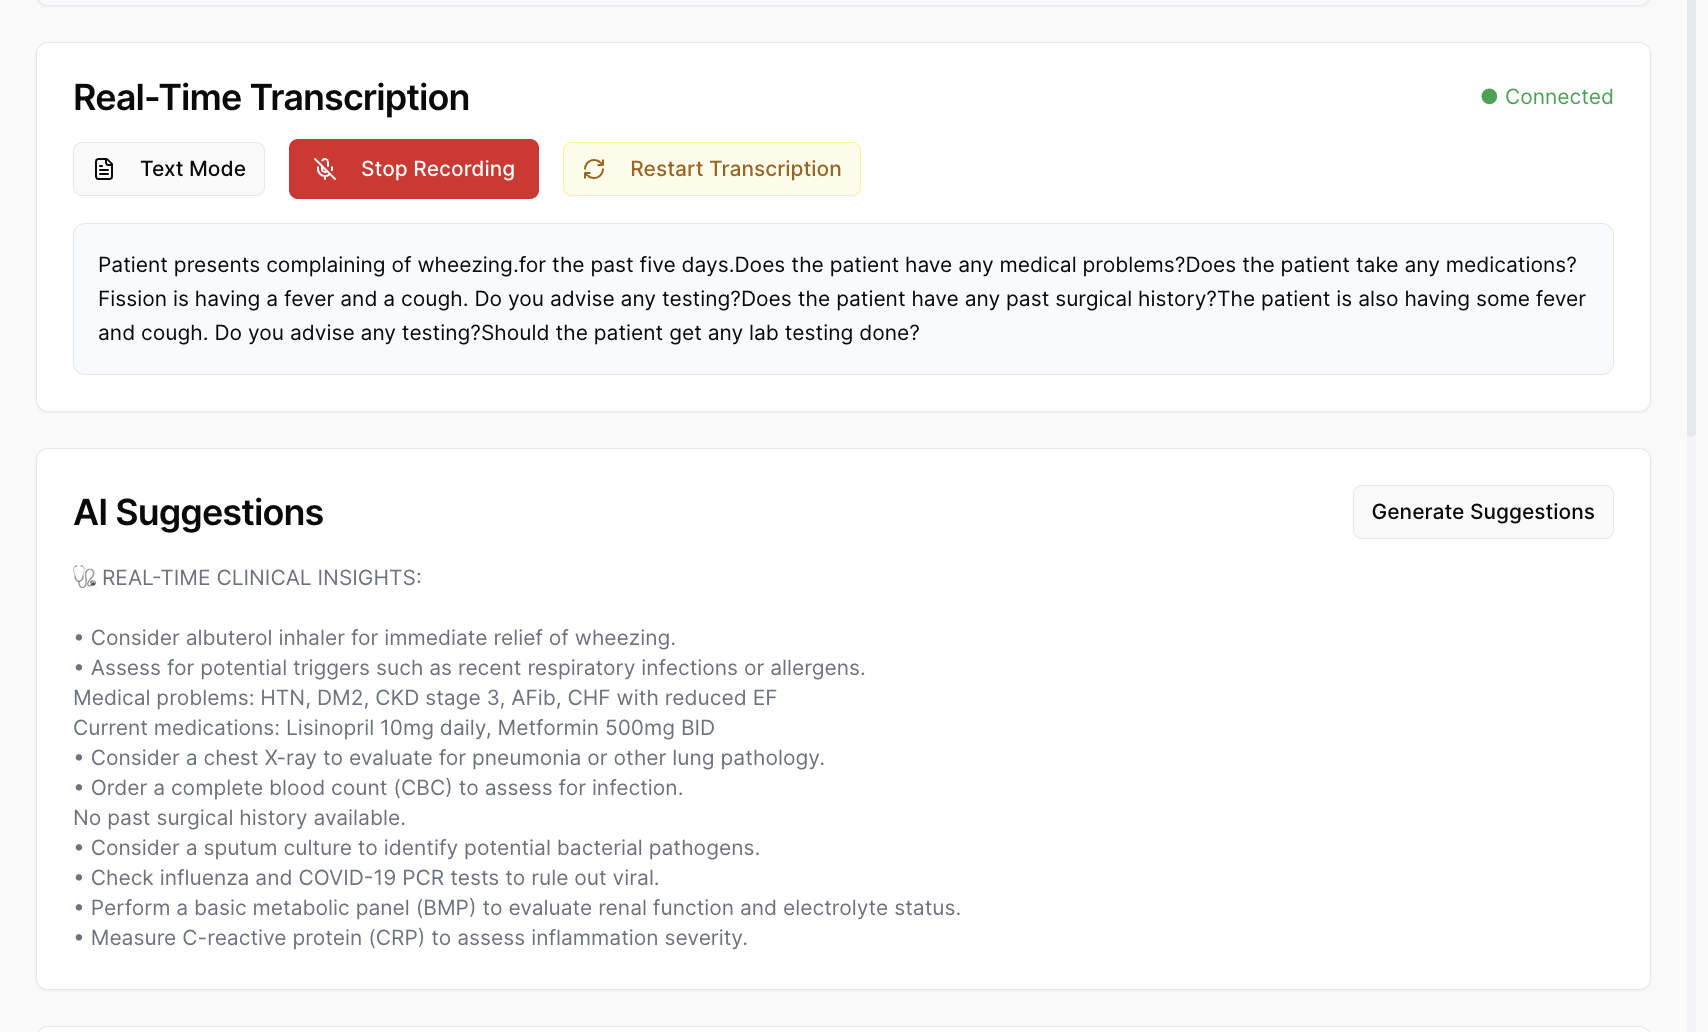 Real-Time Transcription
Connected
Text Mode
Stop Recording
Restart Transcription
Patient presents complaining of wheezing.for the past five days.Does the patient have any medical problems?Does the patient take any medications?
Fission is having a fever and a cough. Do you advise any testing?Does the patient have any past surgical history?The patient is also having some fever
and cough. Do you advise any testing?Should the patient get any lab testing done?
AI Suggestions
Generate Suggestions
🩺 REAL-TIME CLINICAL INSIGHTS:
• Consider albuterol inhaler for immediate relief of wheezing.
• Assess for potential triggers such as recent respiratory infections or allergens.
Medical problems: HTN, DM2, CKD stage 3, AFib, CHF with reduced EF
Current medications: Lisinopril 10mg daily, Metformin 500mg BID
• Consider a chest X-ray to evaluate for pneumonia or other lung pathology.
• Order a complete blood count (CBC) to assess for infection.
No past surgical history available.
• Consider a sputum culture to identify potential bacterial pathogens.
• Check influenza and COVID-19 PCR tests to rule out viral.
• Perform a basic metabolic panel (BMP) to evaluate renal function and electrolyte status.
• Measure C-reactive protein (CRP) to assess inflammation severity.